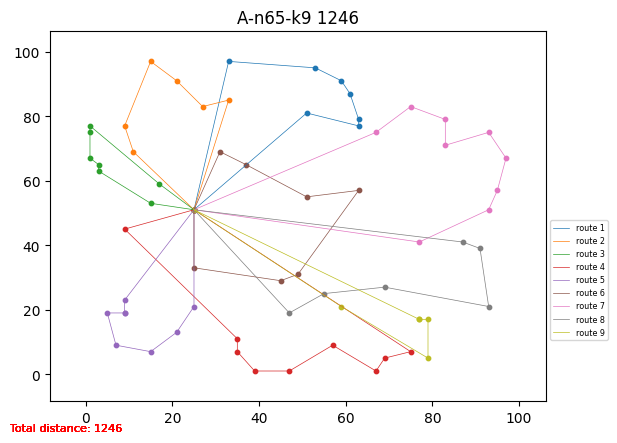 A-n65-k9 1246
100
80
60
40
20
0
0 20 40 60 80 100
route 1
route 2
route 3
route 4
route 5
route 6
route 7
route 8
route 9
Total distance: 1246